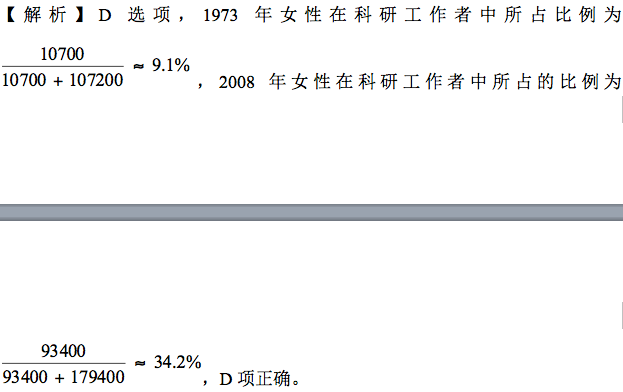 【解析】D 选项，1973 年女性在科研工作者中所占比例为
10700
10700 + 107200
≈ 9.1%
，2008 年女性在科研工作者中所占的比例为
93400
93400 + 179400
≈ 34.2%
，D 项正确。